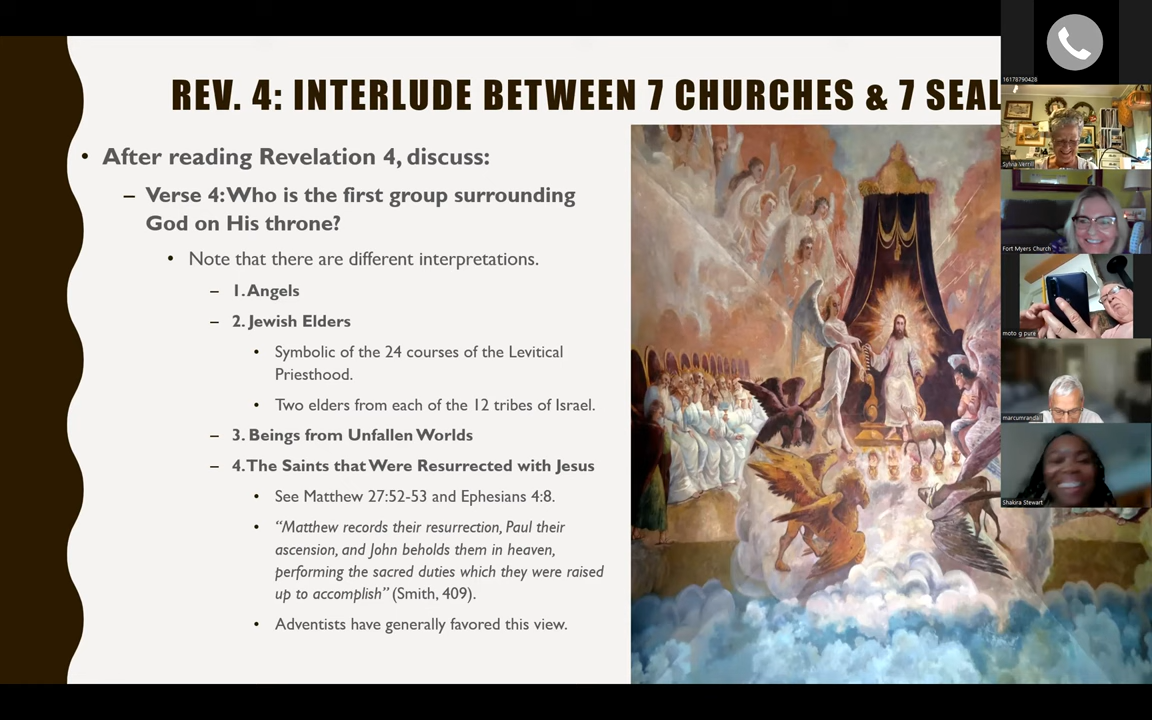 REV. 4: INTERLUDE BETWEEN 7 CHURCHES & 7 SEAL
• After reading Revelation 4, discuss:
– Verse 4: Who is the first group surrounding
God on His throne?
• Note that there are different interpretations.
– 1. Angels
– 2. Jewish Elders
• Symbolic of the 24 courses of the Levitical
Priesthood.
• Two elders from each of the 12 tribes of Israel.
– 3. Beings from Unfallen Worlds
– 4. The Saints that Were Resurrected with Jesus
• See Matthew 27:52-53 and Ephesians 4:8.
• “Matthew records their resurrection, Paul their
ascension, and John beholds them in heaven,
performing the sacred duties which they were raised
up to accomplish” (Smith, 409).
• Adventists have generally favored this view.
16178790428
Sylvia Verrill
Fort Myers Church
moto g pure
Shakira Stewart